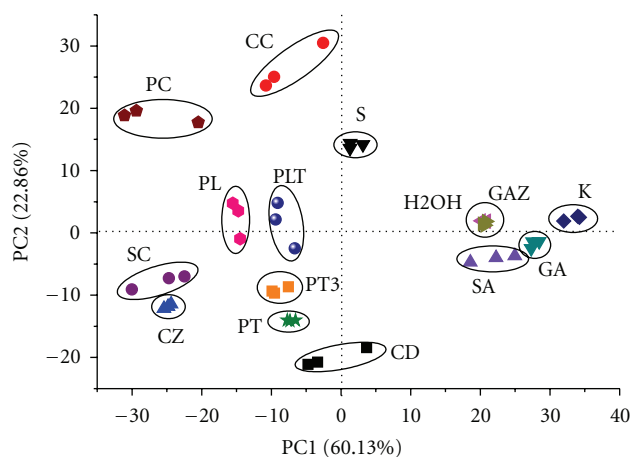 CC
PC
S
PL
PLT
H2OH
GAZ
K
SC
SA
GA
CZ
PT3
PT
CD
30
20
10
0
−10
−20
PC2 (22.86%)
−30
−20
−10
0
10
20
30
40
PC1 (60.13%)